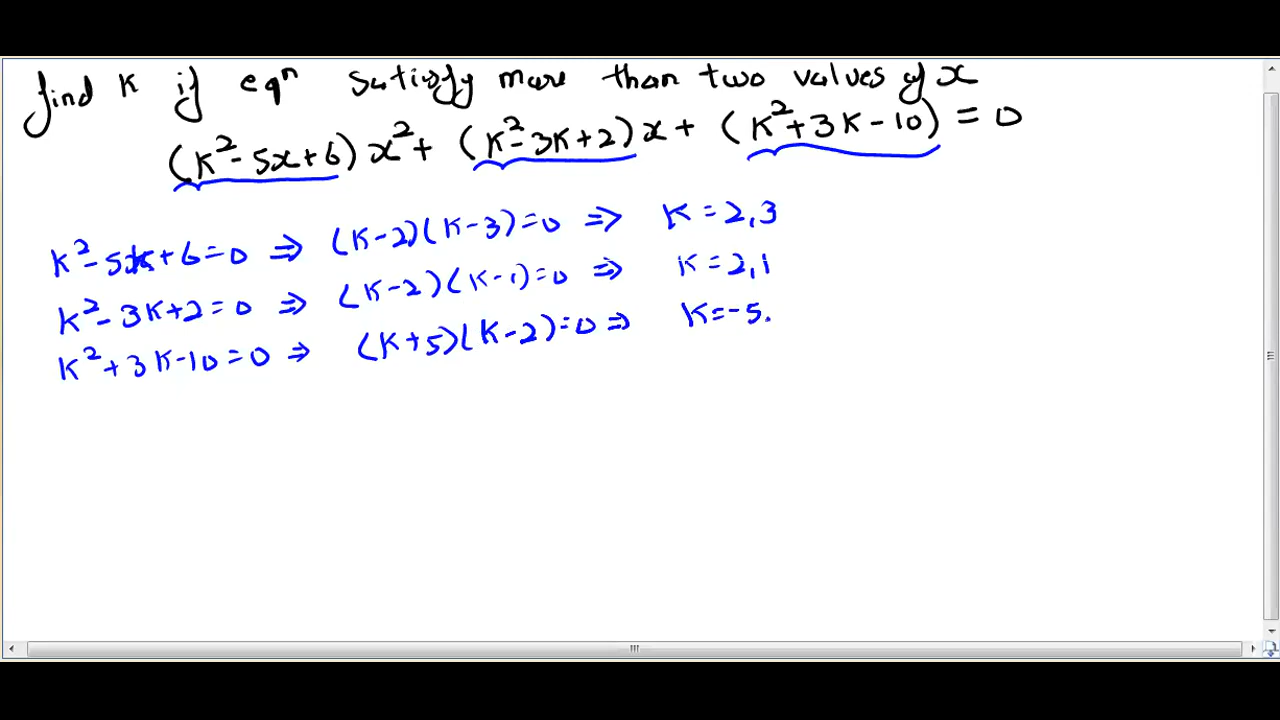 find K if eqⁿ satisfy more than two values of x
(K²-5x+6)x²+ (K²-3K+2)x+ (K²+3K-10) = 0
K²-5K+6=0 ⇒ (K-2)(K-3)=0 ⇒ K=2,3
K²-3K+2=0 ⇒ (K-2)(K-1)=0 ⇒ K=2,1
K²+3K-10=0 ⇒ (K+5)(K-2)=0 ⇒ K=-5.